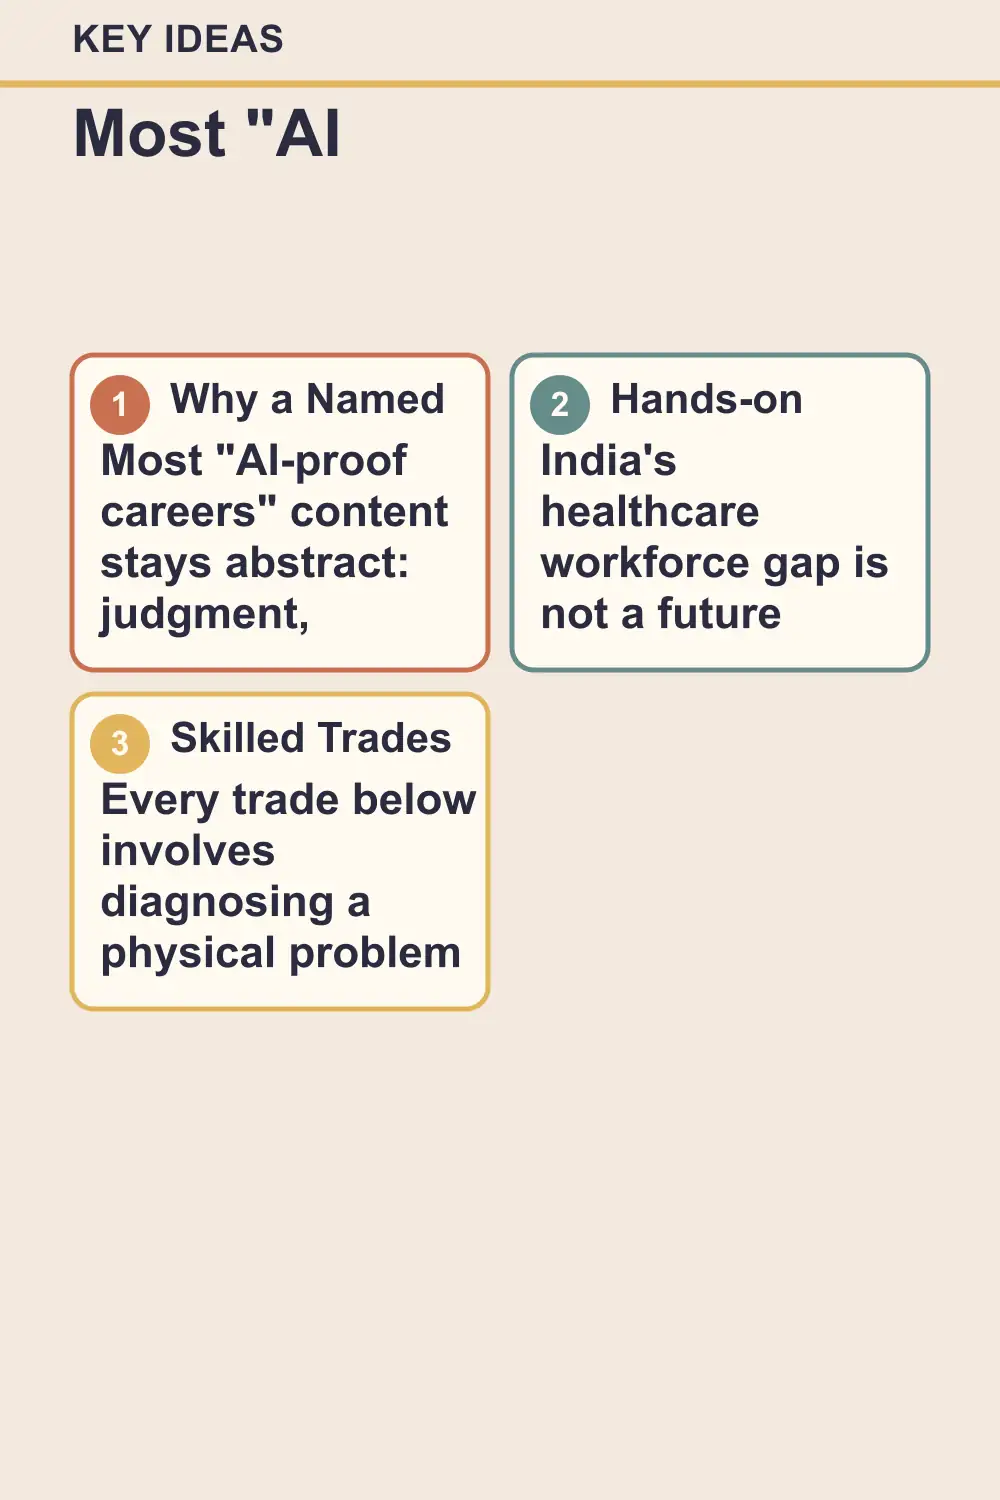 KEY IDEAS
Most "AI
1 Why a Named
Most "AI-proof
careers" content
stays abstract:
judgment,
2 Hands-on
India's
healthcare
workforce gap is
not a future
3 Skilled Trades
Every trade below
involves
diagnosing a
physical problem